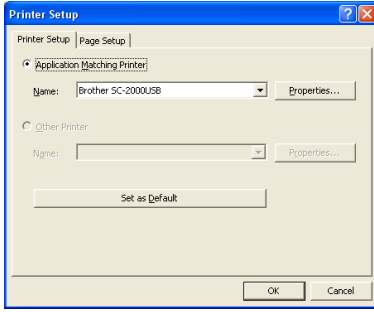 Printer Setup
Printer Setup Page Setup
Application Matching Printer
Name: Brother SC-2000USB Properties...
Other Printer
Name: Properties...
Set as Default
OK Cancel